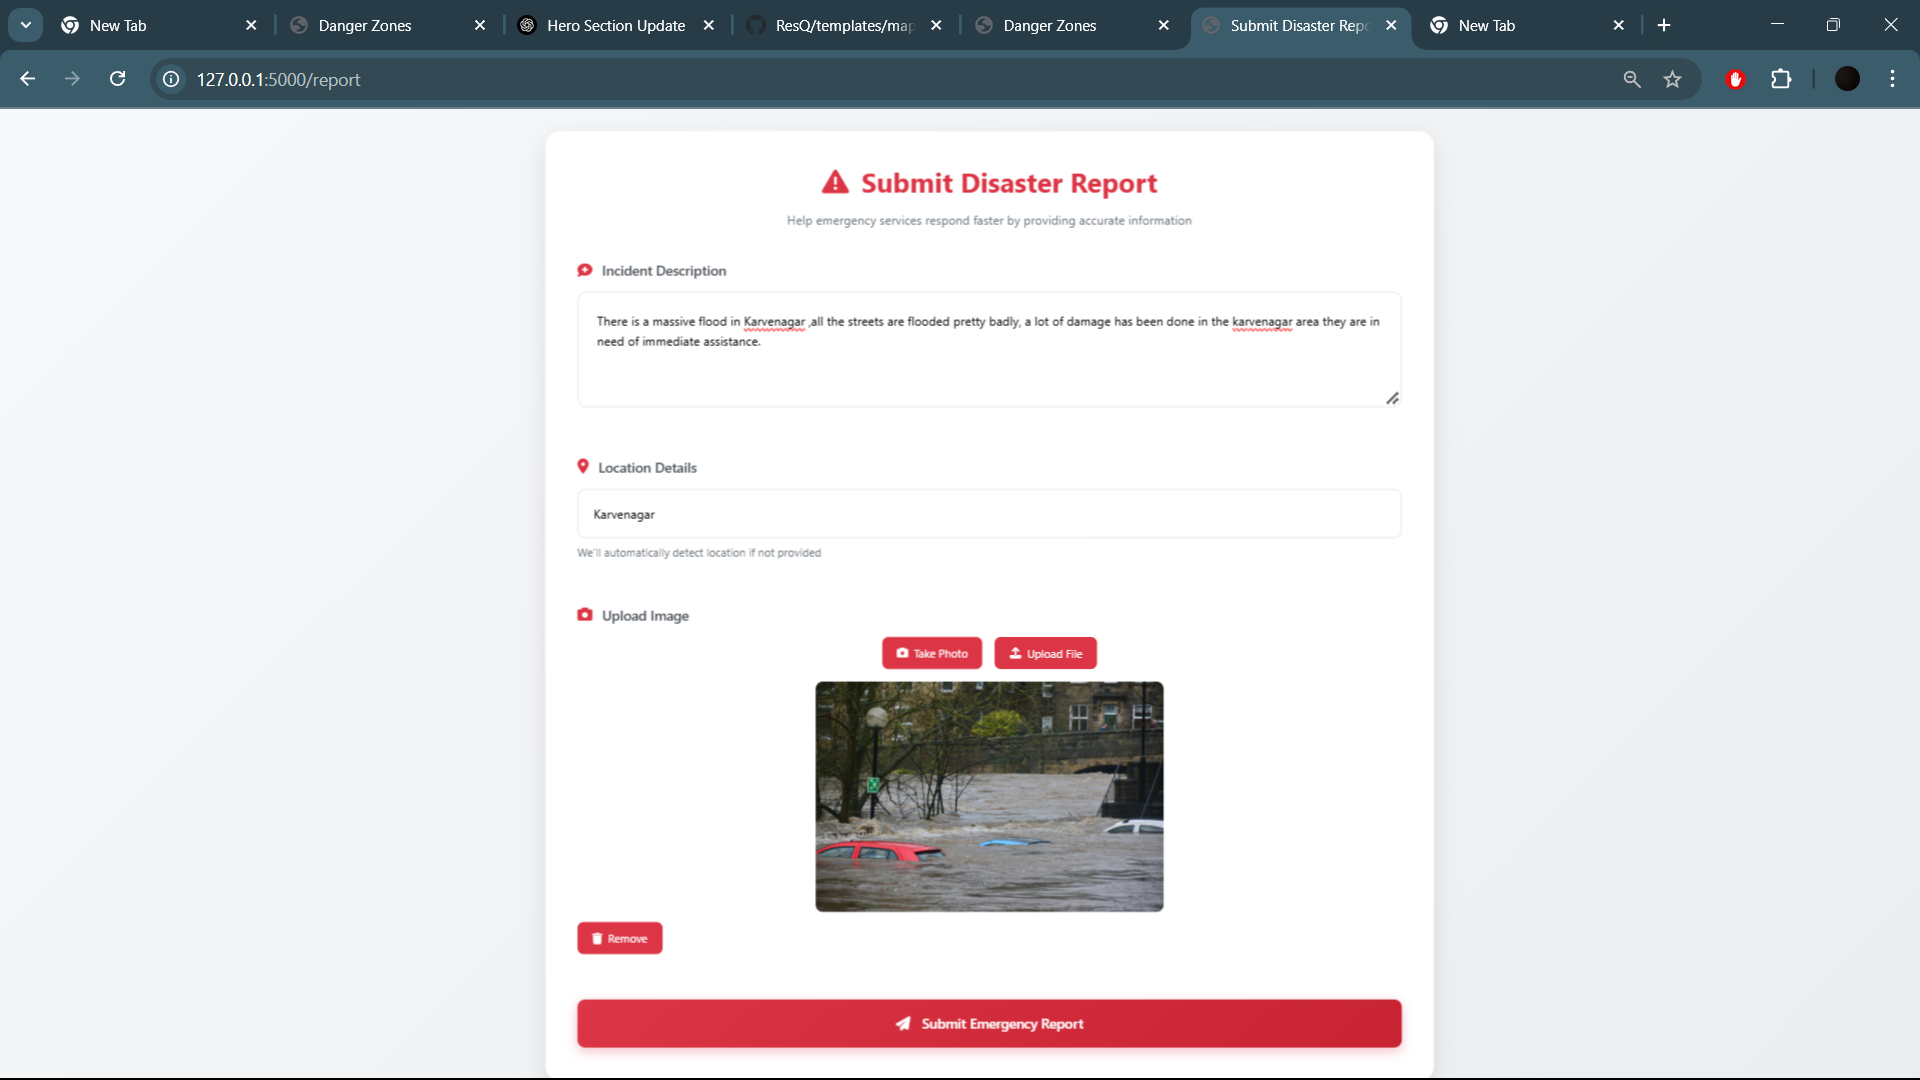 New Tab
Danger Zones
Hero Section Update
ResQ/templates/map
Danger Zones
Submit Disaster Repo
New Tab
127.0.0.1:5000/report
Submit Disaster Report
Help emergency services respond faster by providing accurate information
Incident Description
There is a massive flood in Karvenagar ,all the streets are flooded pretty badly, a lot of damage has been done in the karvenagar area they are in
need of immediate assistance.
Location Details
Karvenagar
We'll automatically detect location if not provided
Upload Image
Take Photo
Upload File
Remove
Submit Emergency Report